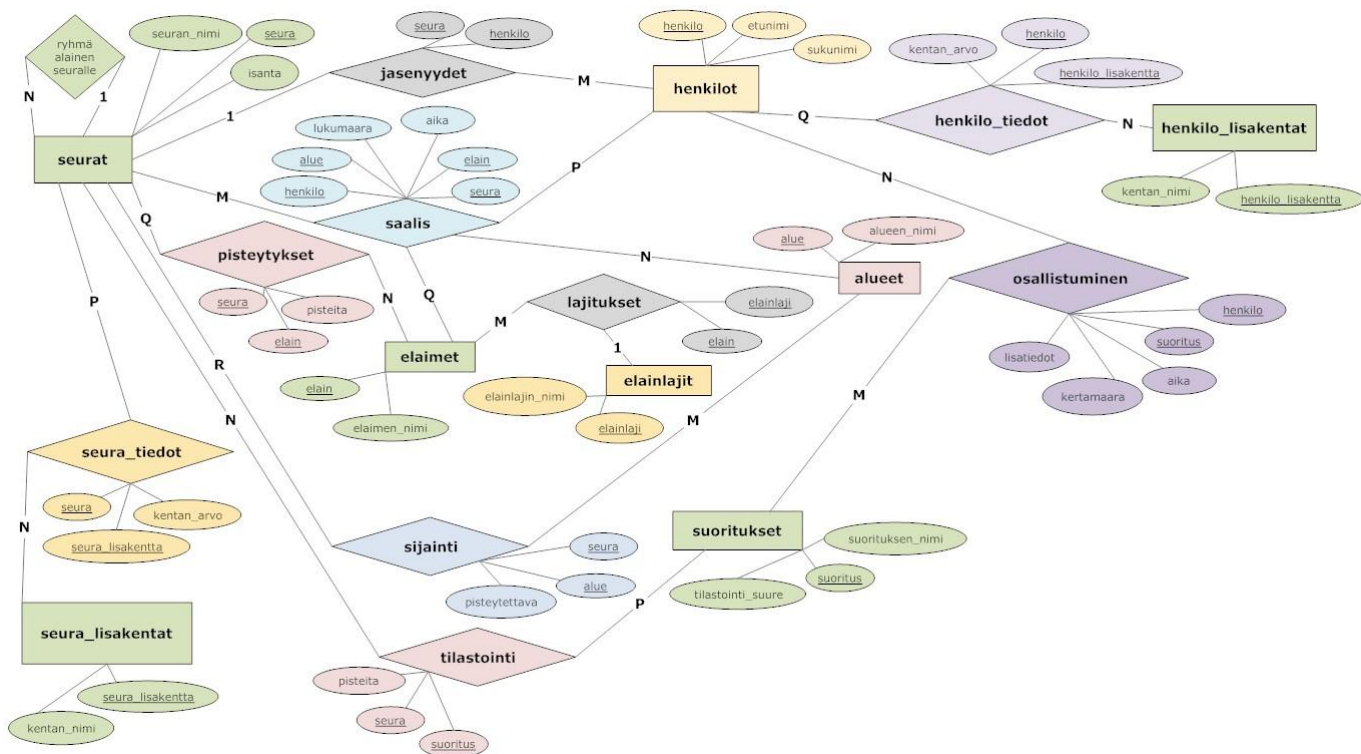 ryhmä
alainen
seuralle
N
1
seuran_nimi
seura
isanta
seurat
seura
henkilo
jasenyydet
1
M
henkilo
etunimi
sukunimi
henkilot
kentan_arvo
henkilo
henkilo_lisakentta
Q
henkilo_tiedot
N
henkilo_lisakentat
kentan_nimi
henkilo_lisakentta
lukumaara
aika
alue
elain
henkilo
seura
M
P
saalis
N
Q
Q
pisteytykset
N
seura
pisteita
elain
alue
alueen_nimi
alueet
N
osallistuminen
henkilo
suoritus
lisatiedot
aika
kertamaara
M
lajitukset
elainlaji
elain
M
1
elaimet
elain
elaimen_nimi
elainlajit
elainlajin_nimi
elainlaji
P
R
N
M
seura_tiedot
seura
kentan_arvo
seura_lisakentta
N
seura_lisakentat
seura_lisakentta
kentan_nimi
sijainti
seura
alue
pisteytettava
suoritukset
suorituksen_nimi
suoritus
tilastointi_suure
P
tilastointi
pisteita
seura
suoritus